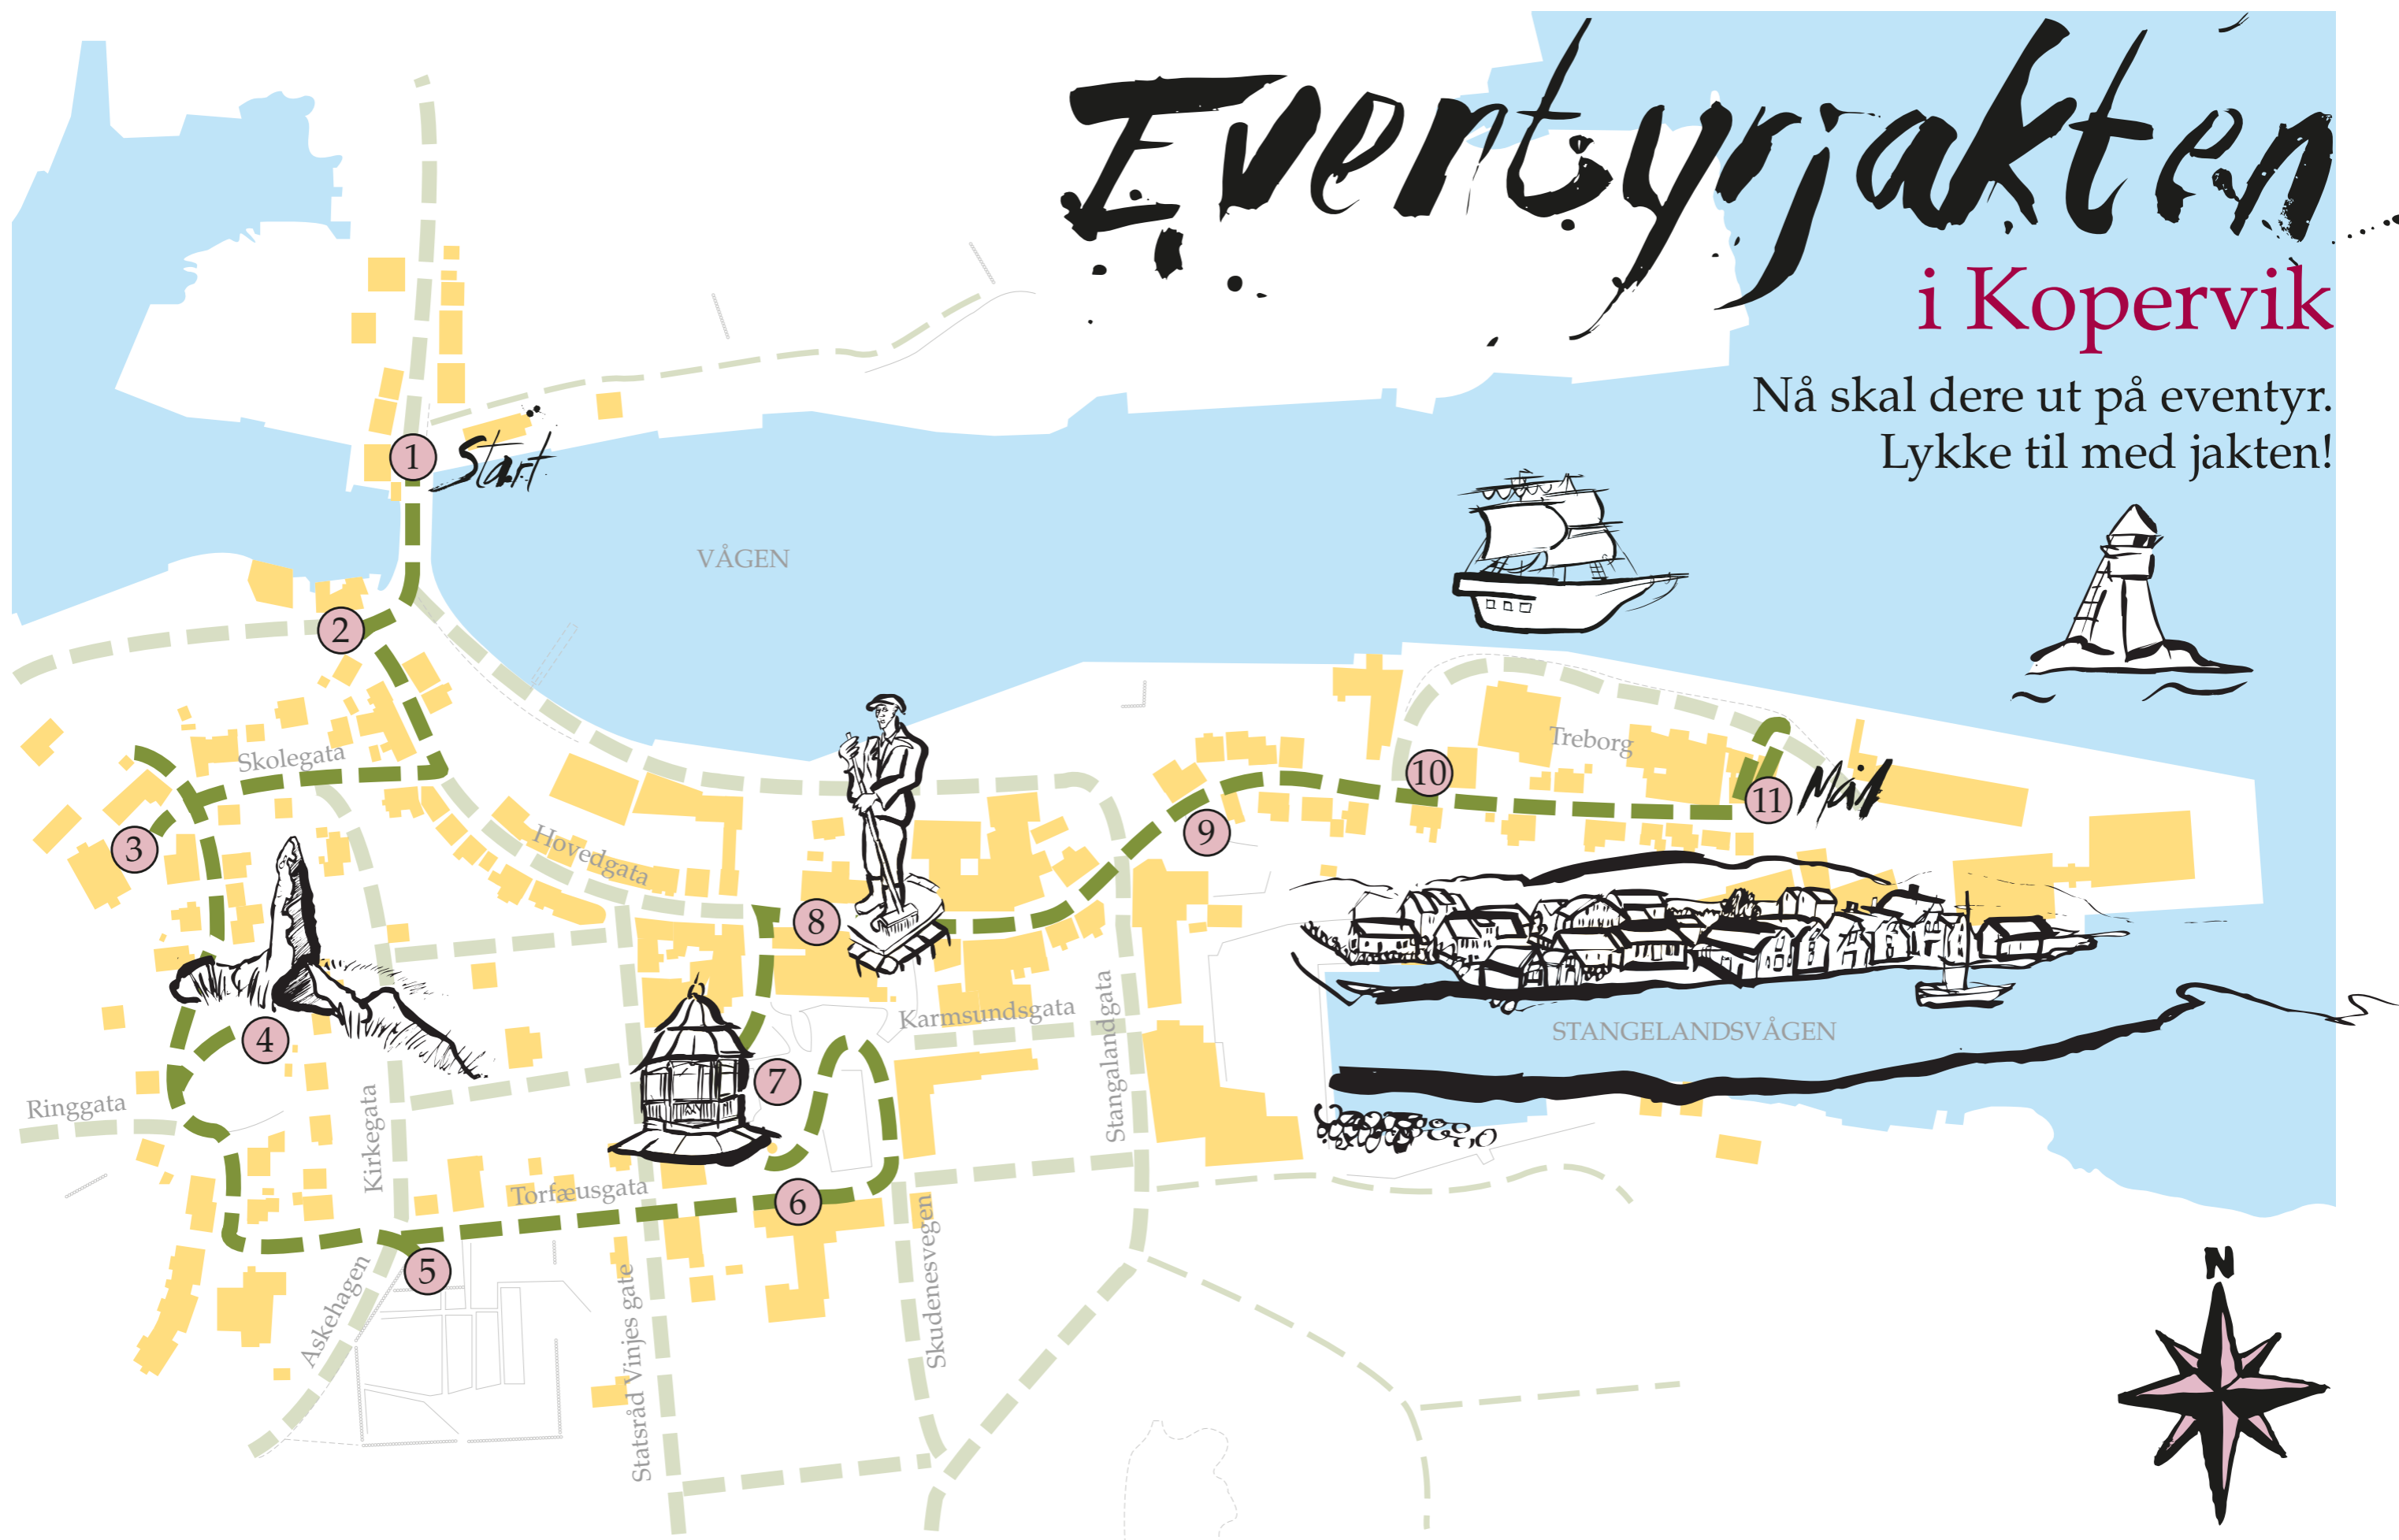 Eventyrjakten
i Kopervik
Nå skal dere ut på eventyr.
Lykke til med jakten!
1
Start
VÅGEN
2
Skolegata
Treborg
10
11
Mål
3
Hovedgata
9
8
4
Karmsundsgata
STANGELANDSVÅGEN
7
Ringgata
Kirkegata
Stangalandgata
Torfæusgata
6
5
Askehagen
Statsråd Vinjes gate
Skudenesvegen
N